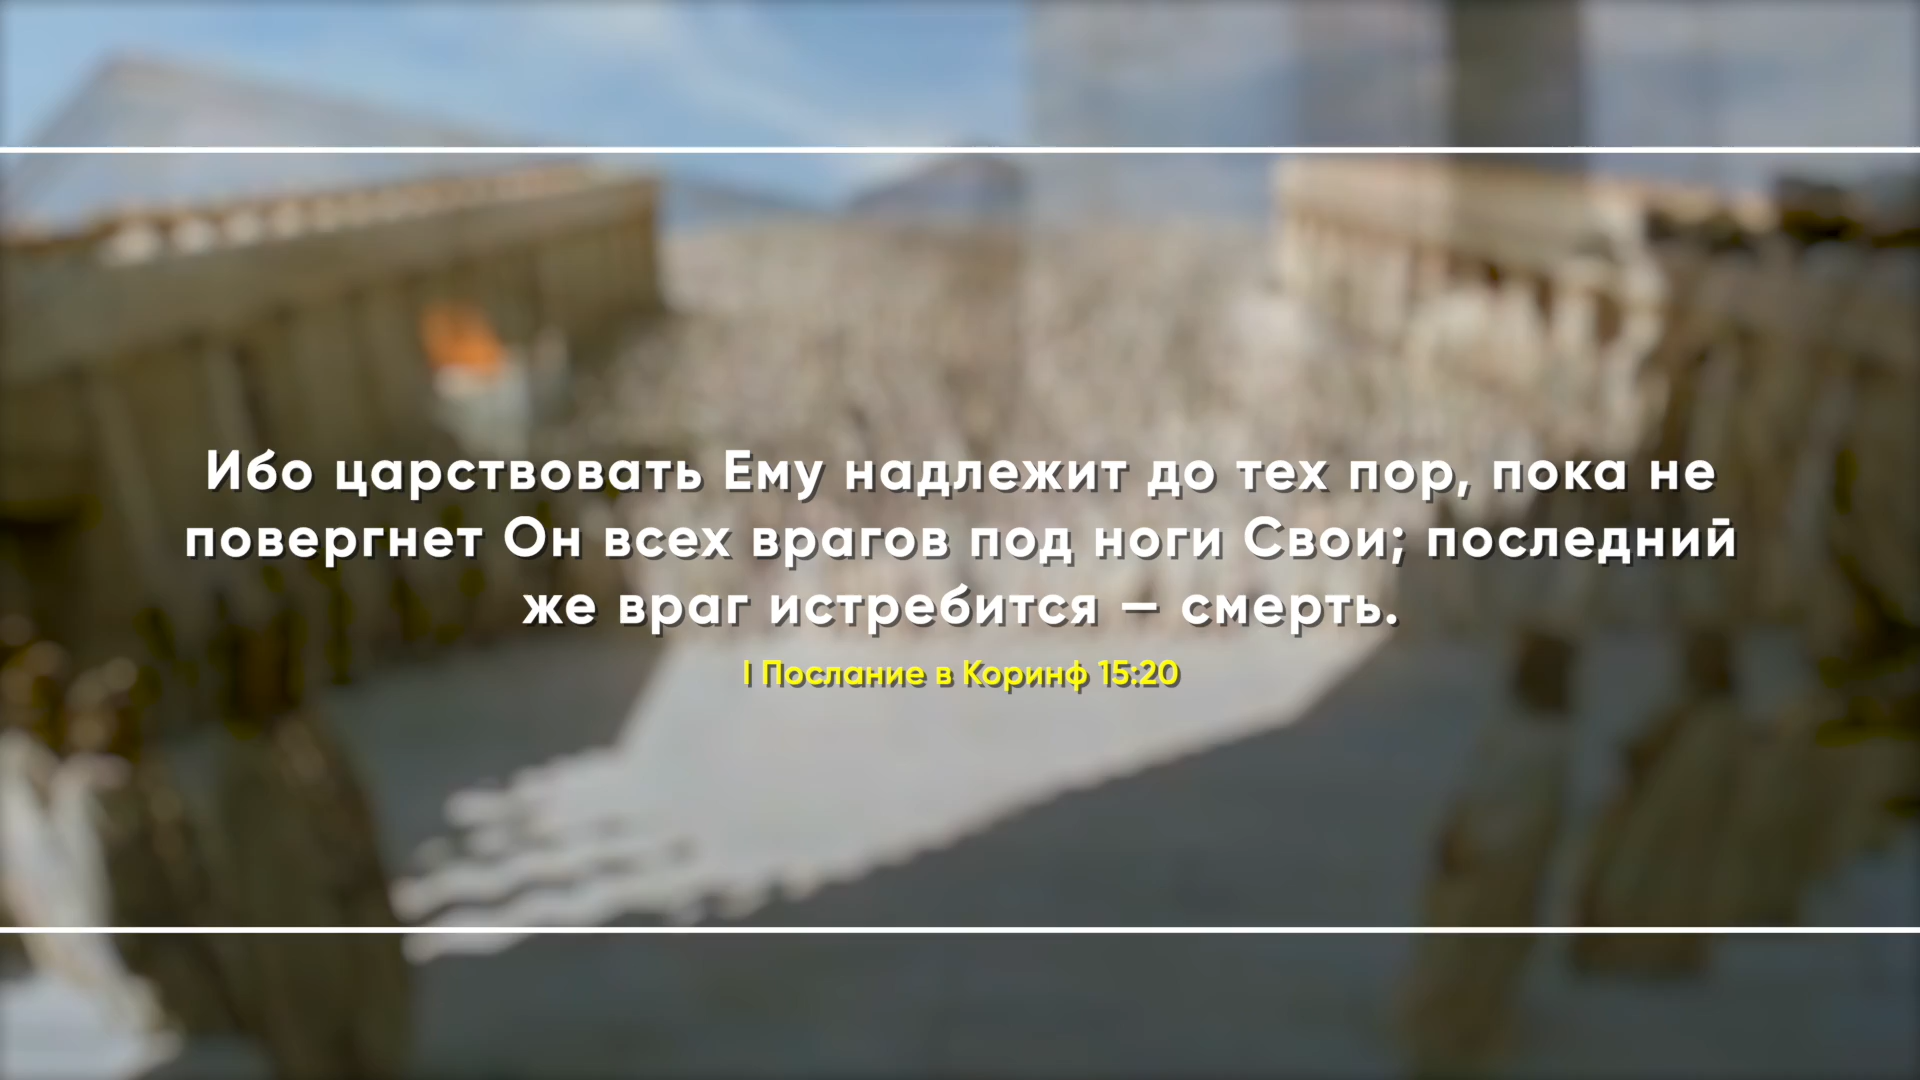 Ибо царствовать Ему надлежит до тех пор, пока не
повергнет Он всех врагов под ноги Свои; последний
же враг истребится – смерть.
I Послание в Коринф 15:20